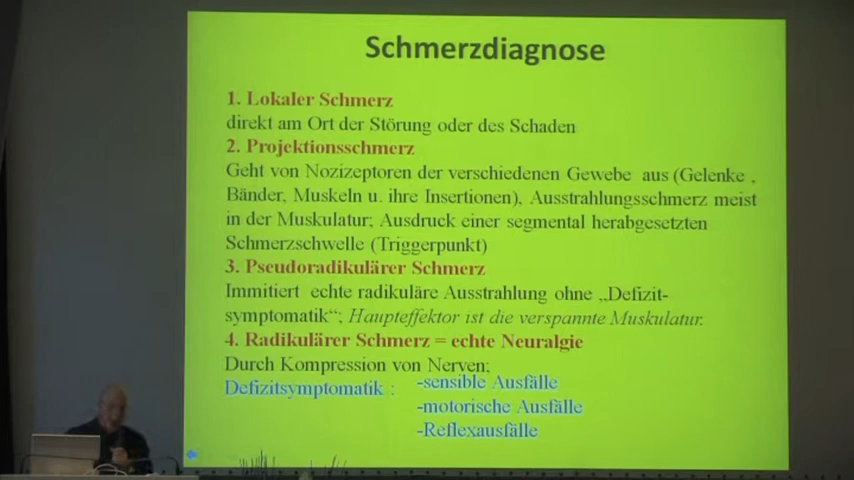 Schmerzdiagnose
1. Lokaler Schmerz
direkt am Ort der Störung oder des Schaden
2. Projektionsschmerz
Geht von Nozizeptoren der verschiedenen Gewebe aus (Gelenke ,
Bänder, Muskeln u. ihre Insertionen), Ausstrahlungsschmerz meist
in der Muskulatur; Ausdruck einer segmental herabgesetzten
Schmerzschwelle (Triggerpunkt)
3. Pseudoradikulärer Schmerz
Immitiert echte radikuläre Ausstrahlung ohne „Defizit-
symptomatik“; Haupteffektor ist die verspannte Muskulatur.
4. Radikulärer Schmerz = echte Neuralgie
Durch Kompression von Nerven;
Defizitsymptomatik : -sensible Ausfälle
-motorische Ausfälle
-Reflexausfälle